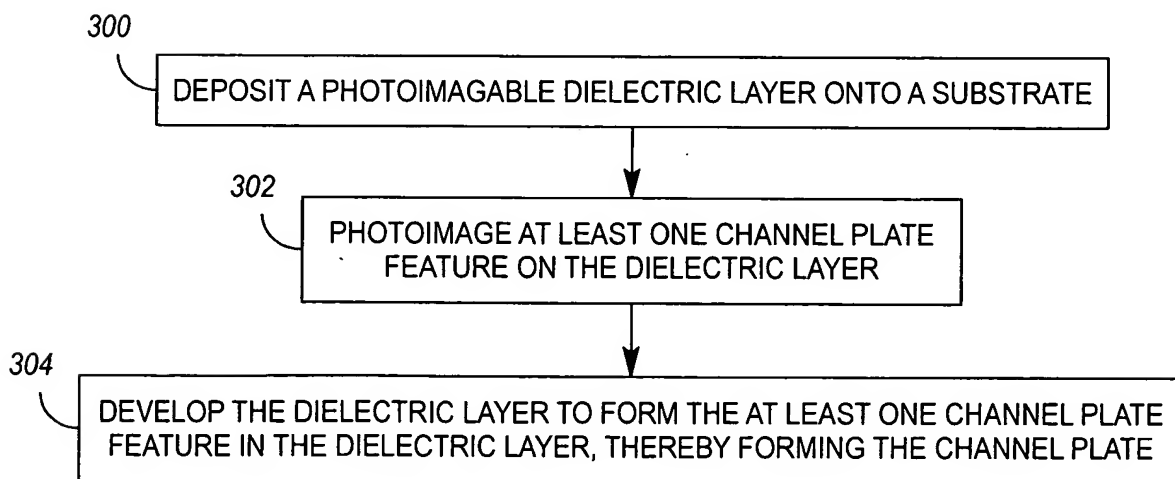 300
DEPOSIT A PHOTOIMAGABLE DIELECTRIC LAYER ONTO A SUBSTRATE
302
PHOTOIMAGE AT LEAST ONE CHANNEL PLATE
FEATURE ON THE DIELECTRIC LAYER
304
DEVELOP THE DIELECTRIC LAYER TO FORM THE AT LEAST ONE CHANNEL PLATE
FEATURE IN THE DIELECTRIC LAYER, THEREBY FORMING THE CHANNEL PLATE